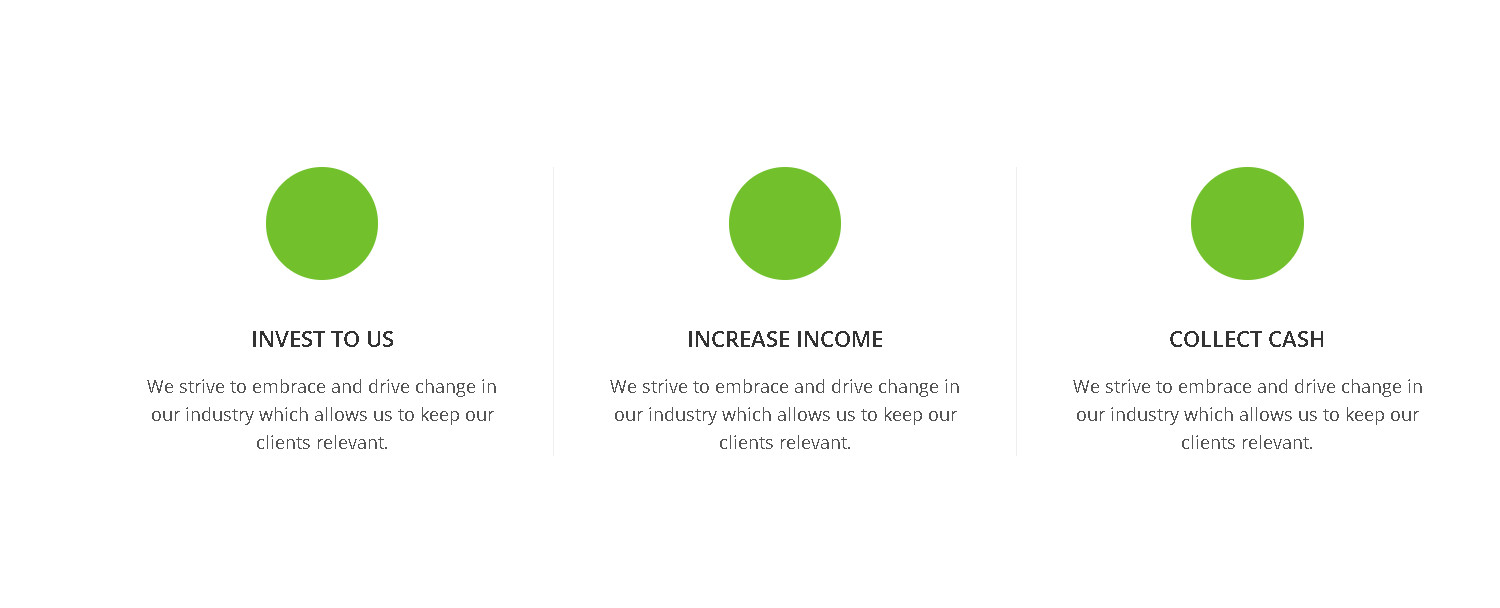 INVEST TO US
We strive to embrace and drive change in
our industry which allows us to keep our
clients relevant.
INCREASE INCOME
We strive to embrace and drive change in
our industry which allows us to keep our
clients relevant.
COLLECT CASH
We strive to embrace and drive change in
our industry which allows us to keep our
clients relevant.